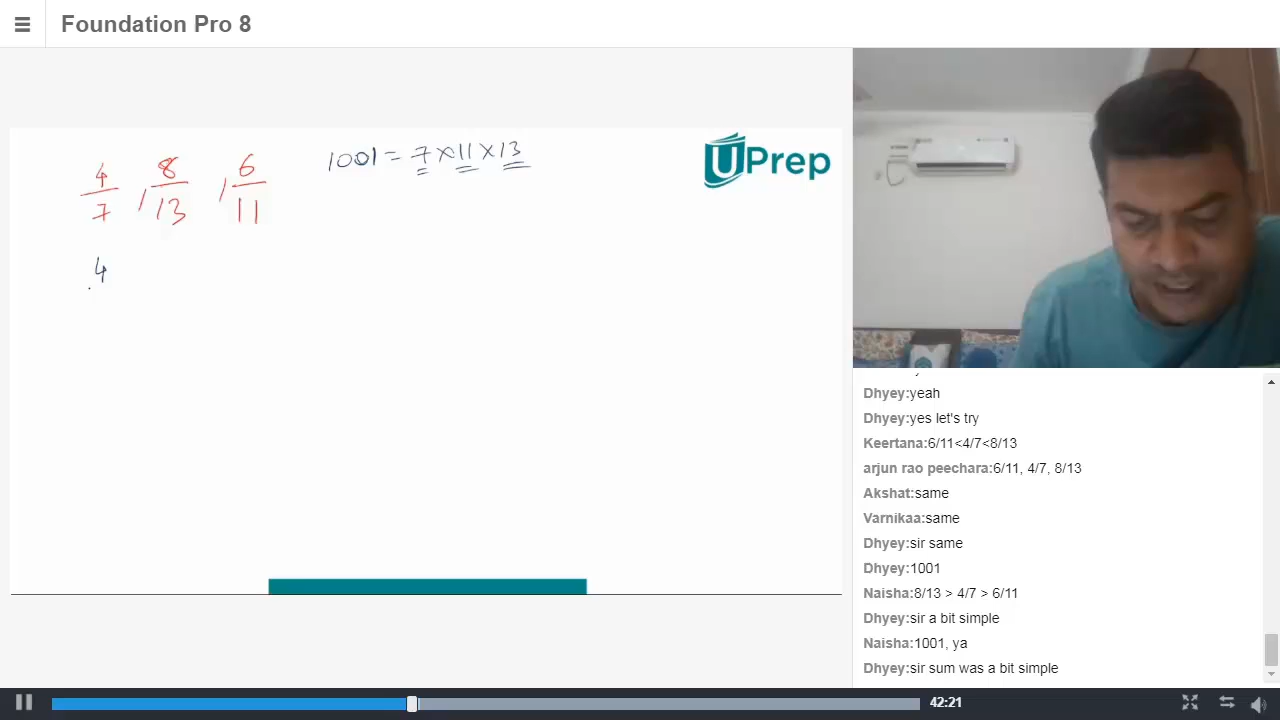 Foundation Pro 8
4/7 , 8/13 , 6/11
1001 = 7 × 11 × 13
UPrep
4
Dhyey:yeah
Dhyey:yes let's try
Keertana:6/11<4/7<8/13
arjun rao peechara:6/11, 4/7, 8/13
Akshat:same
Varnikaa:same
Dhyey:sir same
Dhyey:1001
Naisha:8/13 > 4/7 > 6/11
Dhyey:sir a bit simple
Naisha:1001, ya
Dhyey:sir sum was a bit simple
42:21